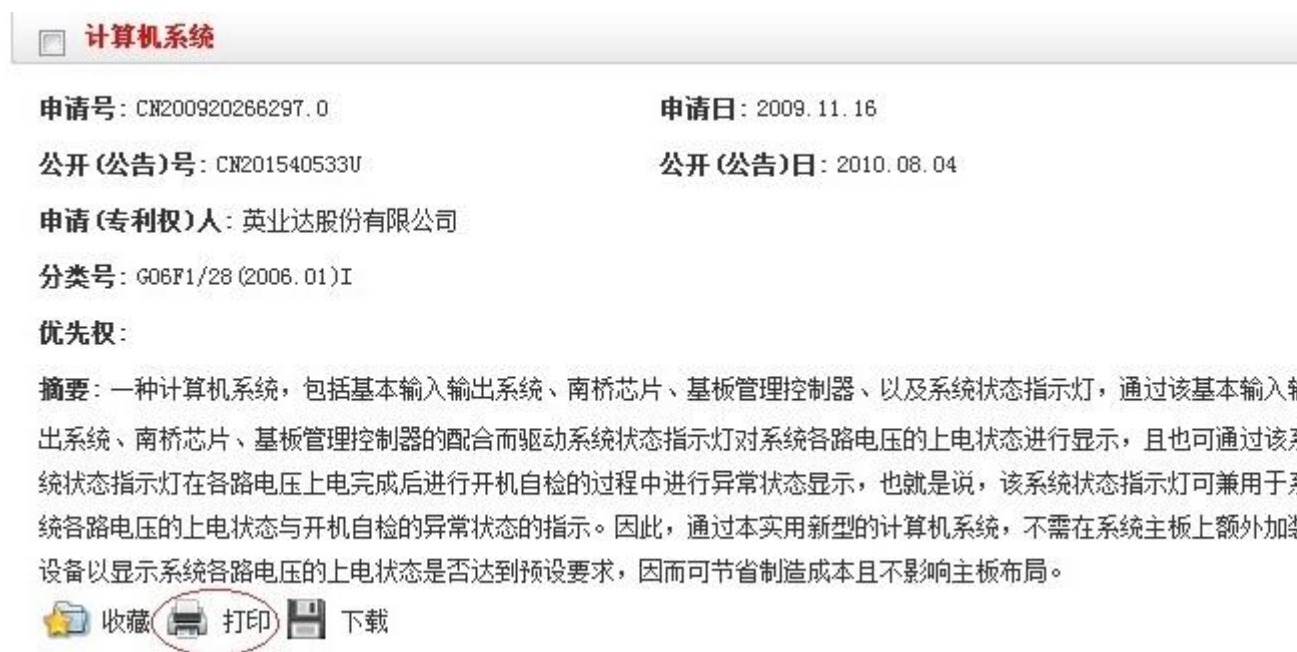 计算机系统
申请号: CN200920266297.0 申请日: 2009.11.16
公开(公告)号: CN201540533U 公开(公告)日: 2010.08.04
申请(专利权)人: 英业达股份有限公司
分类号: G06F1/28(2006.01)I
优先权:
摘要: 一种计算机系统，包括基本输入输出系统、南桥芯片、基板管理控制器、以及系统状态指示灯，通过该基本输入输
出系统、南桥芯片、基板管理控制器的配合而驱动系统状态指示灯对系统各路电压的上电状态进行显示，且也可通过该系
统状态指示灯在各路电压上电完成后进行开机自检的过程中进行异常状态显示，也就是说，该系统状态指示灯可兼用于系
统各路电压的上电状态与开机自检的异常状态的指示。因此，通过本实用新型的计算机系统，不需在系统主板上额外加装
设备以显示系统各路电压的上电状态是否达到预设要求，因而可节省制造成本且不影响主板布局。
收藏 打印 下载